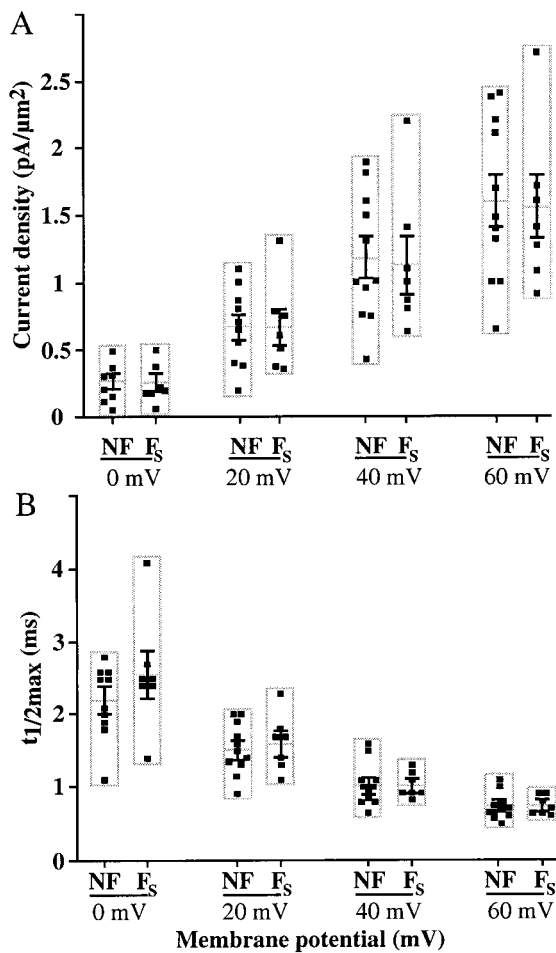 A
Current density (pA/μm²)
2.5
2
1.5
1
0.5
0
NF FS NF FS NF FS NF FS
0 mV 20 mV 40 mV 60 mV
B
t1/2max (ms)
4
3
2
1
0
NF FS NF FS NF FS NF FS
0 mV 20 mV 40 mV 60 mV
Membrane potential (mV)